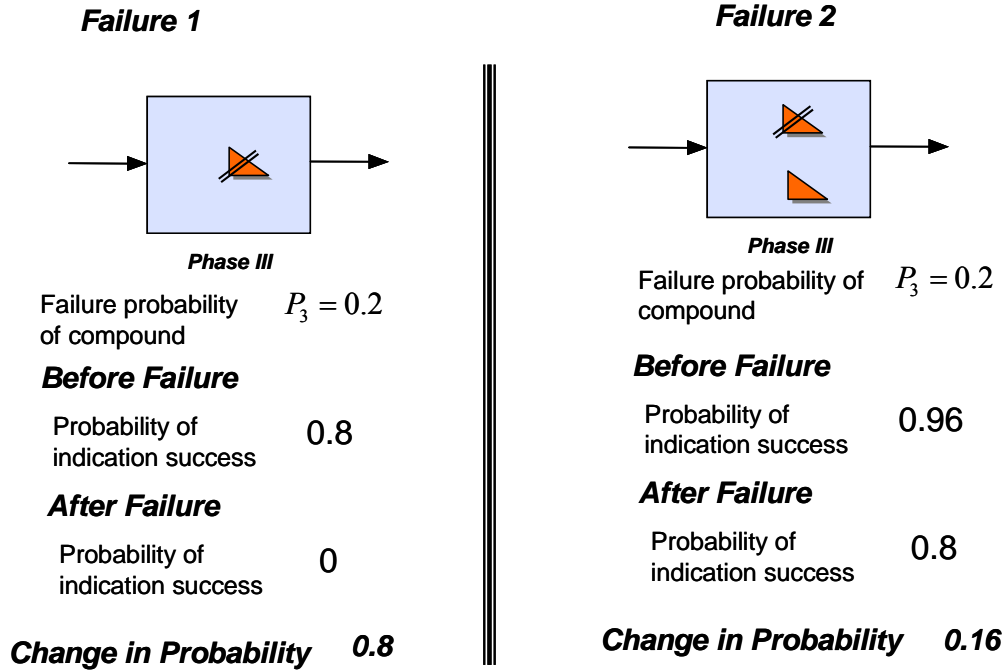 Failure 1
Phase III
Failure probability
of compound
P₃ = 0.2
Before Failure
Probability of
indication success
0.8
After Failure
Probability of
indication success
0
Change in Probability 0.8
Failure 2
Phase III
Failure probability of
compound
P₃ = 0.2
Before Failure
Probability of
indication success
0.96
After Failure
Probability of
indication success
0.8
Change in Probability 0.16